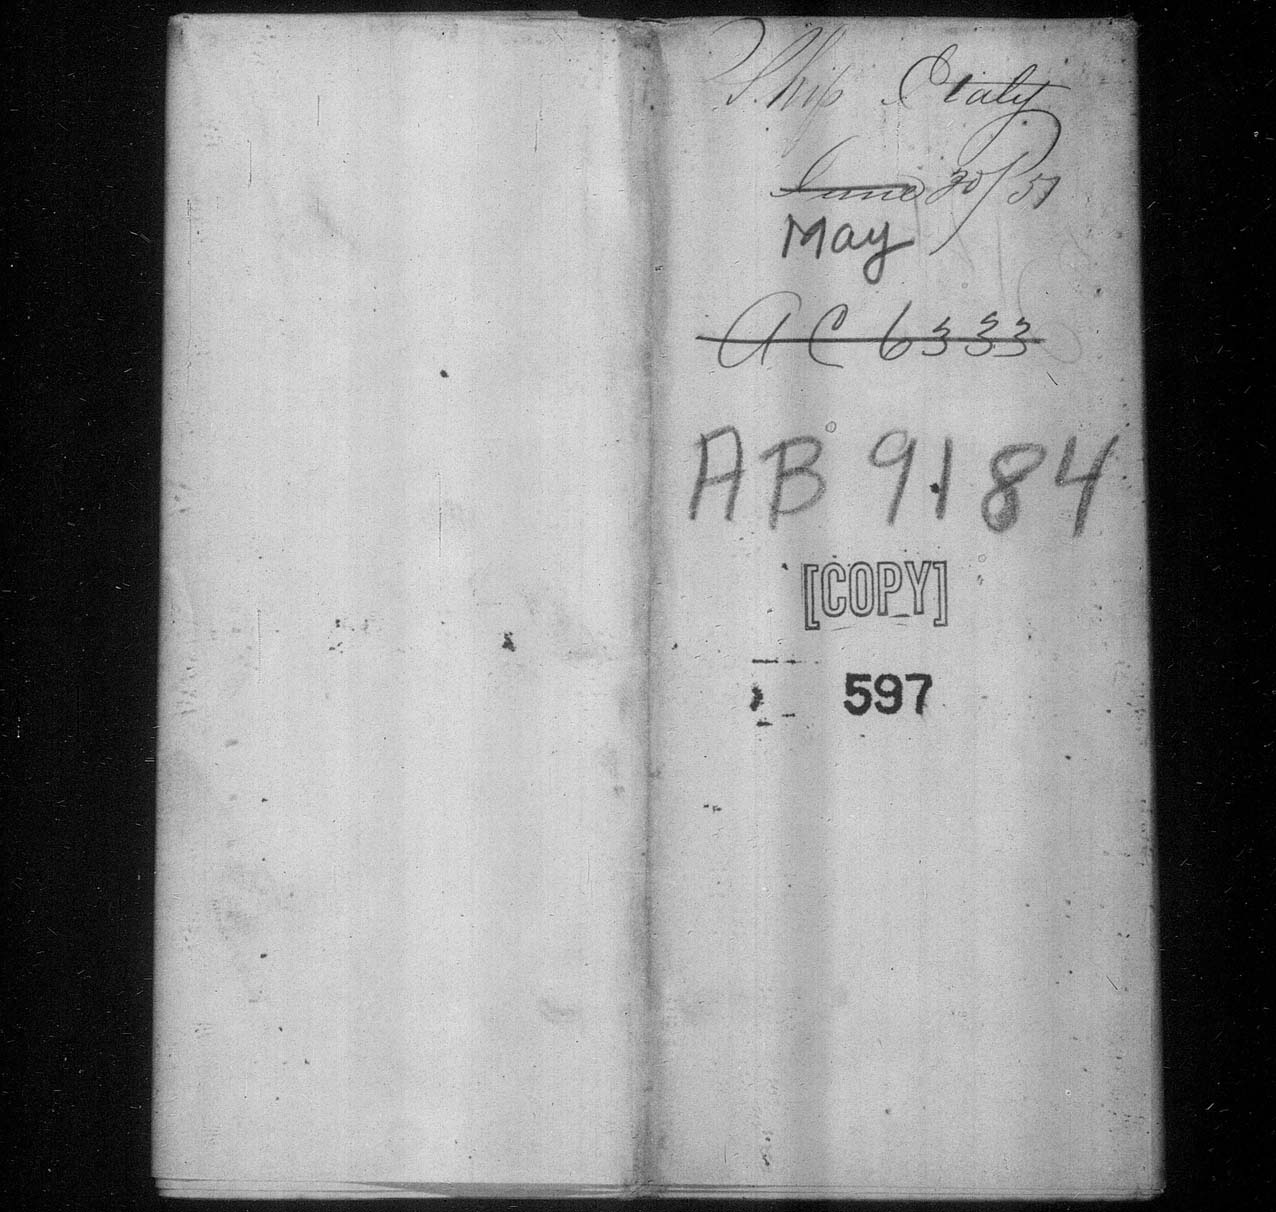 Ship Italy
June 30/51
May
AC 6333
AB 9184
[COPY]
597